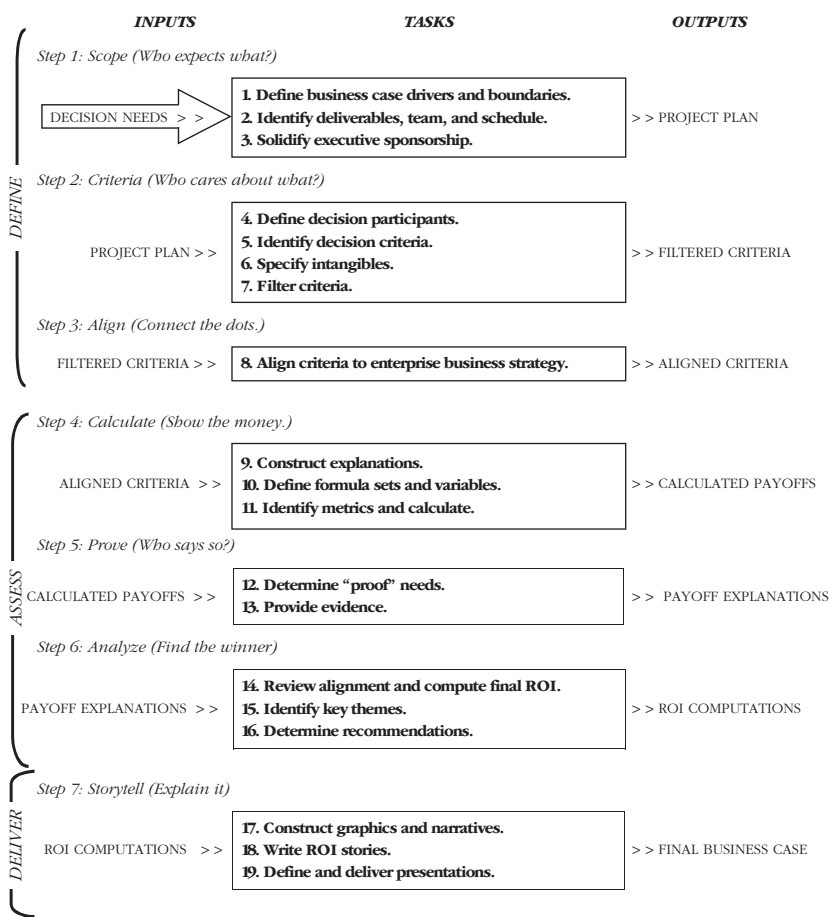 INPUTS TASKS OUTPUTS
Step 1: Scope (Who expects what?)
DECISION NEEDS > >
1. Define business case drivers and boundaries.
2. Identify deliverables, team, and schedule.
3. Solidify executive sponsorship.
> > PROJECT PLAN
DEFINE
Step 2: Criteria (Who cares about what?)
PROJECT PLAN > >
4. Define decision participants.
5. Identify decision criteria.
6. Specify intangibles.
7. Filter criteria.
> > FILTERED CRITERIA
Step 3: Align (Connect the dots.)
FILTERED CRITERIA > >
8. Align criteria to enterprise business strategy.
> > ALIGNED CRITERIA
Step 4: Calculate (Show the money.)
ALIGNED CRITERIA > >
9. Construct explanations.
10. Define formula sets and variables.
11. Identify metrics and calculate.
> > CALCULATED PAYOFFS
Step 5: Prove (Who says so?)
ASSESS
CALCULATED PAYOFFS > >
12. Determine “proof” needs.
13. Provide evidence.
> > PAYOFF EXPLANATIONS
Step 6: Analyze (Find the winner)
PAYOFF EXPLANATIONS > >
14. Review alignment and compute final ROI.
15. Identify key themes.
16. Determine recommendations.
> > ROI COMPUTATIONS
Step 7: Storytell (Explain it)
DELIVER
ROI COMPUTATIONS > >
17. Construct graphics and narratives.
18. Write ROI stories.
19. Define and deliver presentations.
> > FINAL BUSINESS CASE